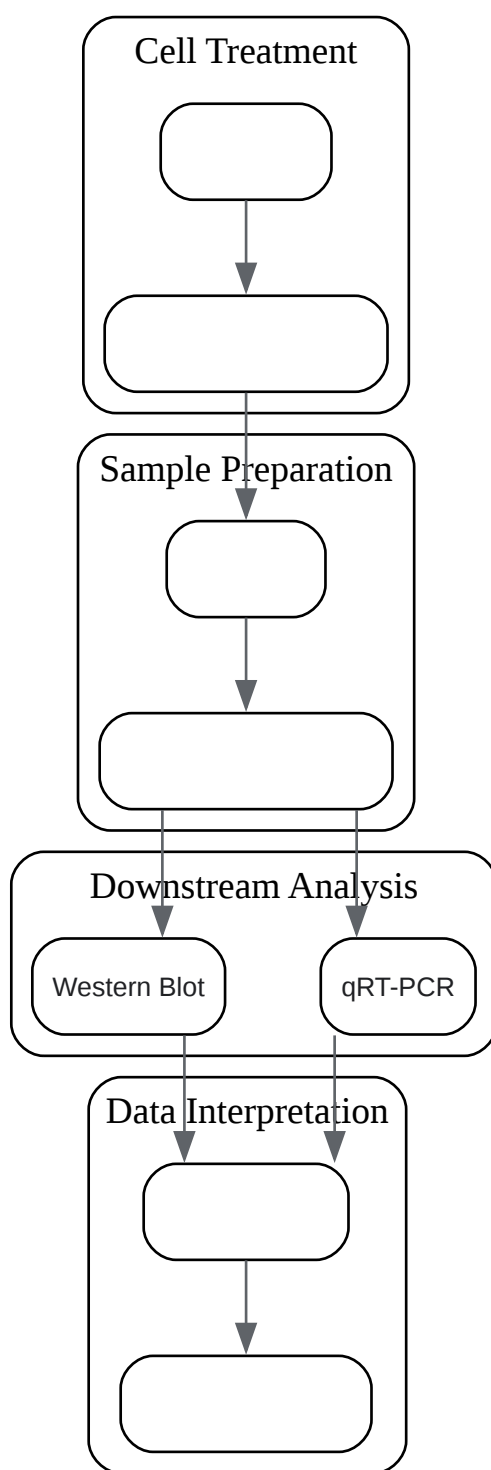 Cell Treatment
Sample Preparation
Downstream Analysis
Western Blot
qRT-PCR
Data Interpretation